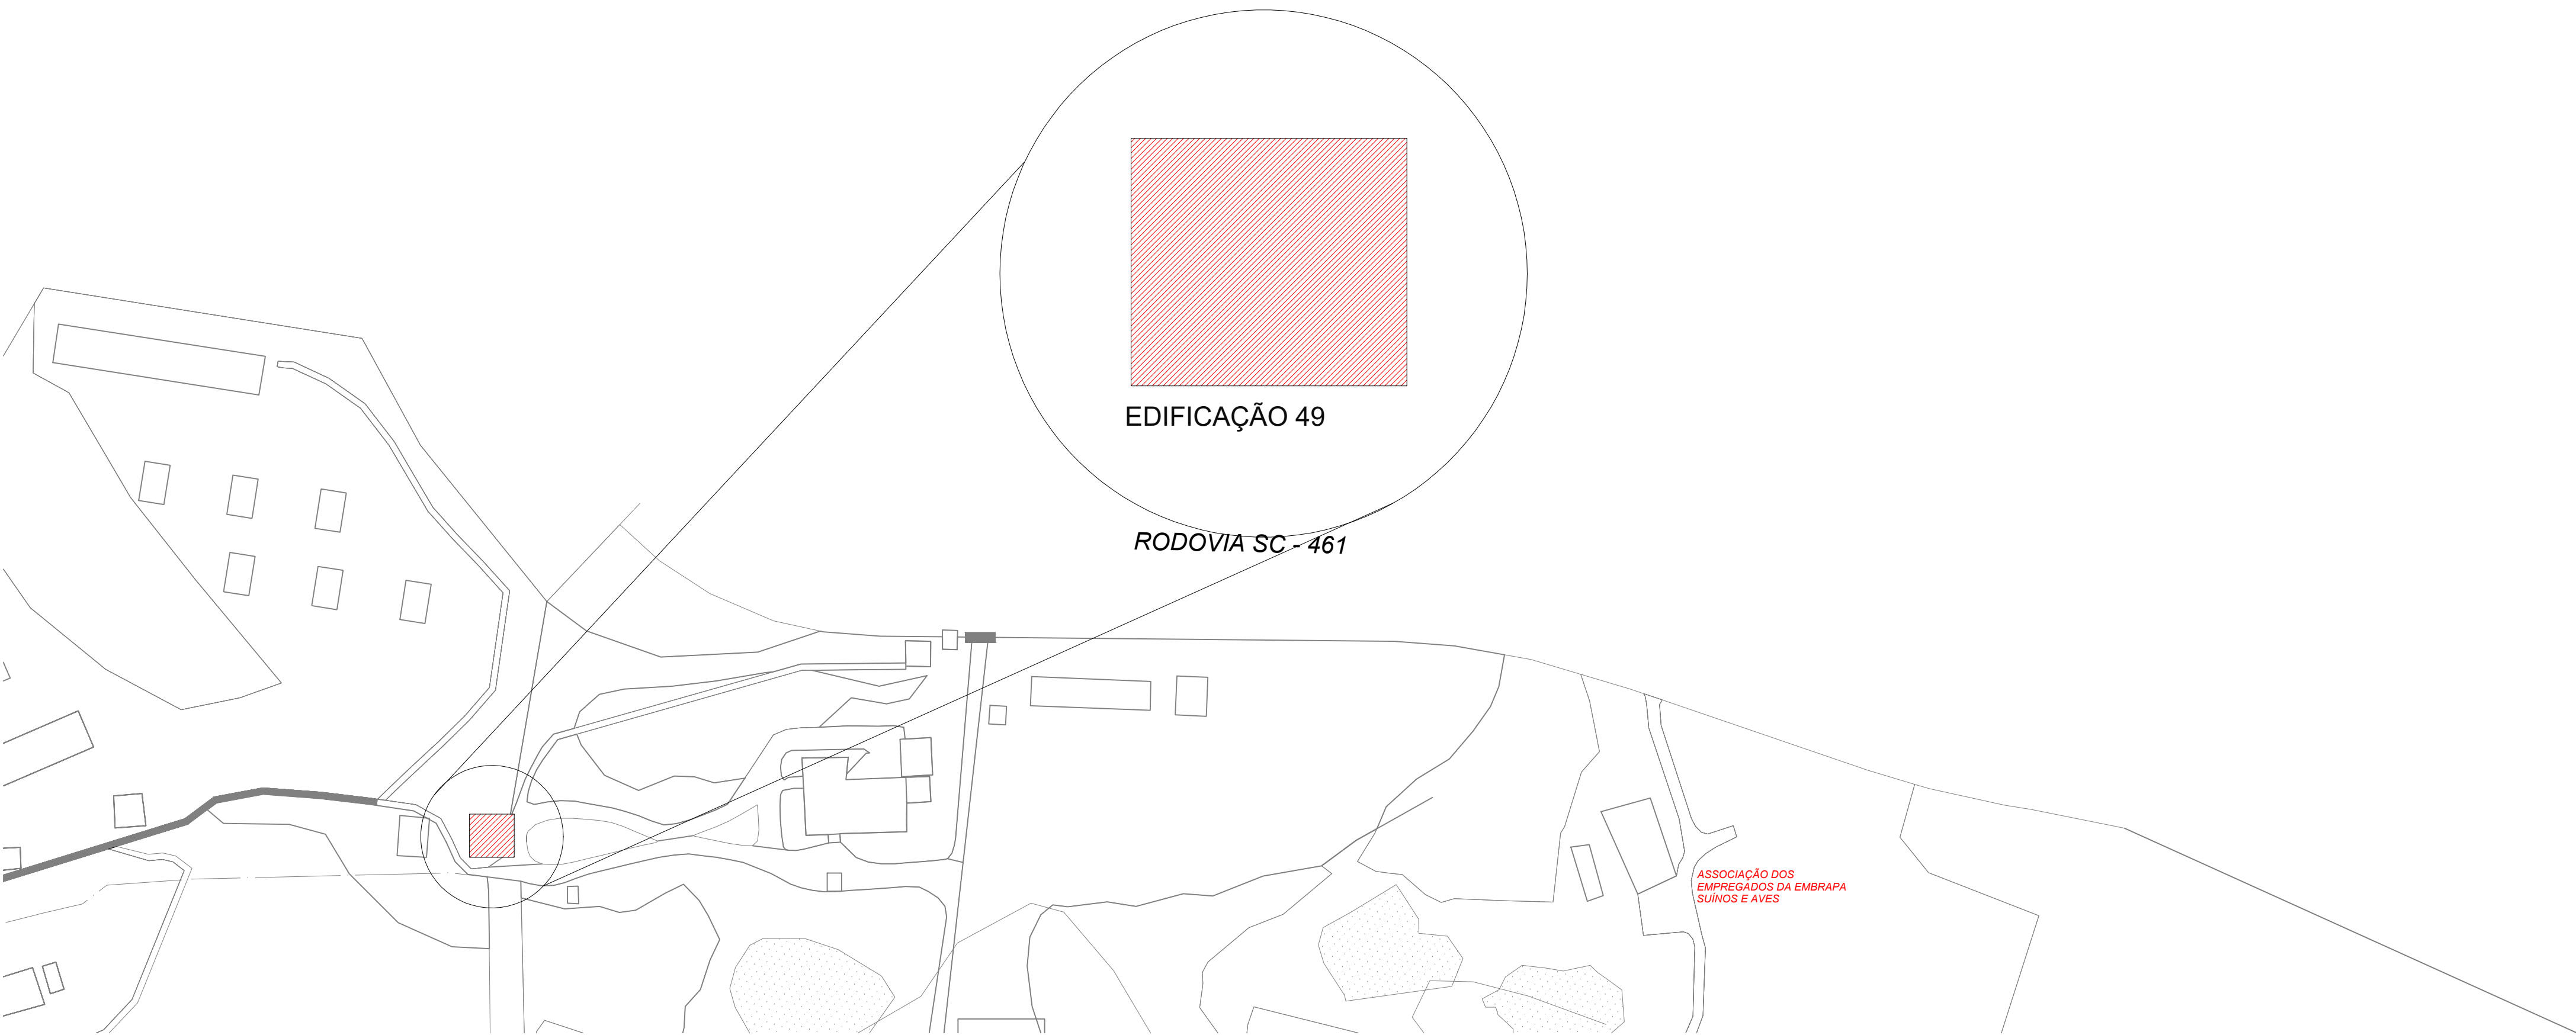 EDIFICAÇÃO 49
RODOVIA SC - 461
ASSOCIAÇÃO DOS
EMPREGADOS DA EMBRAPA
SUÍNOS E AVES